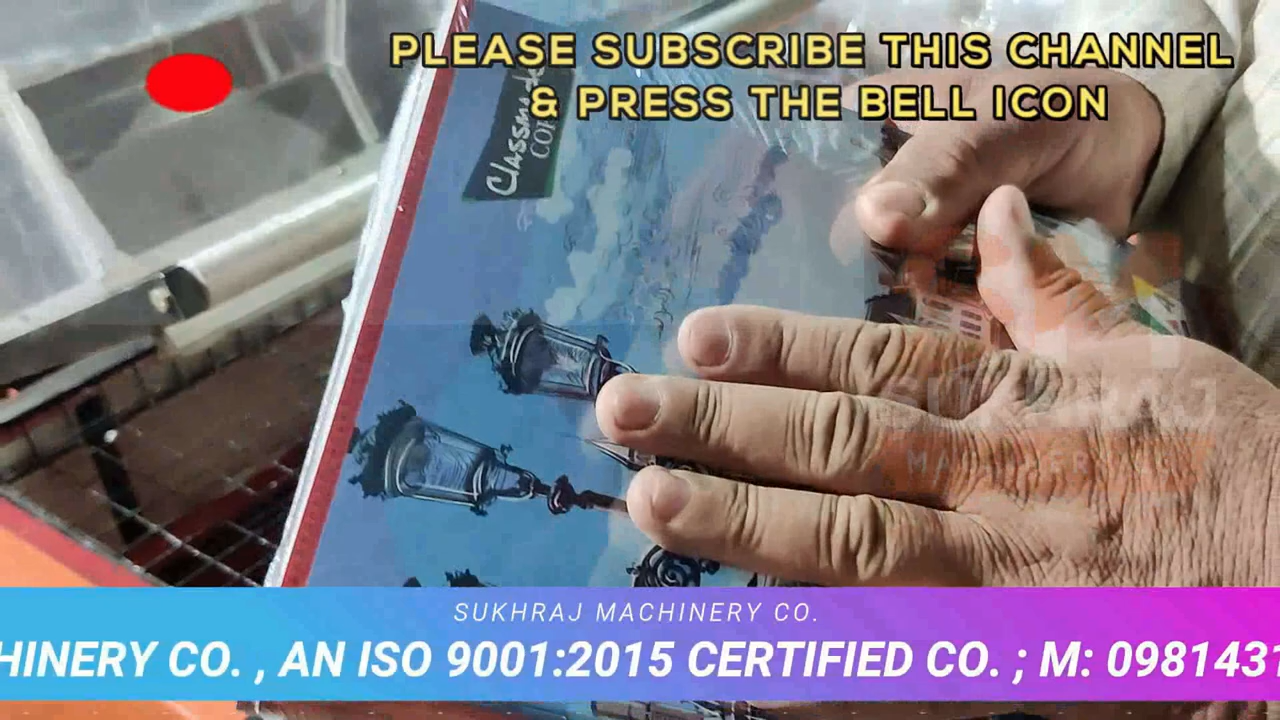 PLEASE SUBSCRIBE THIS CHANNEL
& PRESS THE BELL ICON
SUKHRAJ
SUKHRAJ MACHINERY CO.
HINERY CO. , AN ISO 9001:2015 CERTIFIED CO. ; M: 0981431